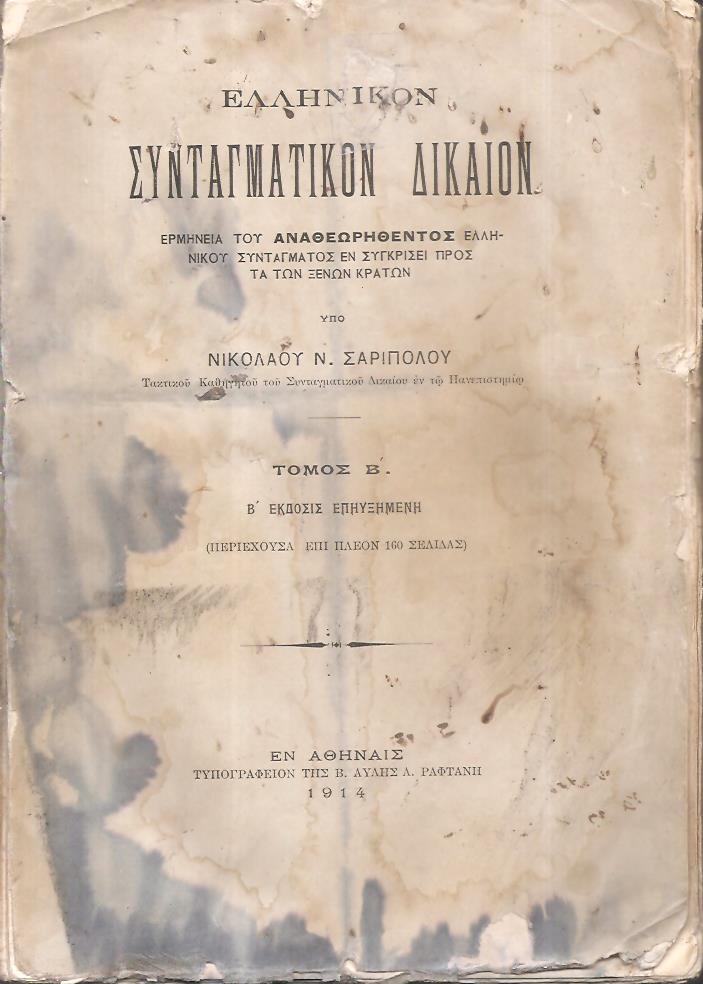 ΕΛΛΗΝΙΚΟΝ
ΣΥΝΤΑΓΜΑΤΙΚΟΝ ΔΙΚΑΙΟΝ
ΕΡΜΗΝΕΙΑ ΤΟΥ ΑΝΑΘΕΩΡΗΘΕΝΤΟΣ ΕΛΛΗ-
ΝΙΚΟΥ ΣΥΝΤΑΓΜΑΤΟΣ ΕΝ ΣΥΓΚΡΙΣΕΙ ΠΡΟΣ
ΤΑ ΤΩΝ ΞΕΝΩΝ ΚΡΑΤΩΝ
ΥΠΟ
ΝΙΚΟΛΑΟΥ Ν. ΣΑΡΙΠΟΛΟΥ
Τακτικοῦ Καθηγητοῦ τοῦ Συνταγματικοῦ Δικαίου ἐν τῷ Πανεπιστημίῳ
ΤΟΜΟΣ Β΄.
Β΄ ΕΚΔΟΣΙΣ ΕΠΗΥΞΗΜΕΝΗ
(ΠΕΡΙΕΧΟΥΣΑ ΕΠΙ ΠΛΕΟΝ 160 ΣΕΛΙΔΑΣ)
ΕΝ ΑΘΗΝΑΙΣ
ΤΥΠΟΓΡΑΦΕΙΟΝ ΤΗΣ Β. ΑΥΛΗΣ Α. ΡΑΦΤΑΝΗ
1914